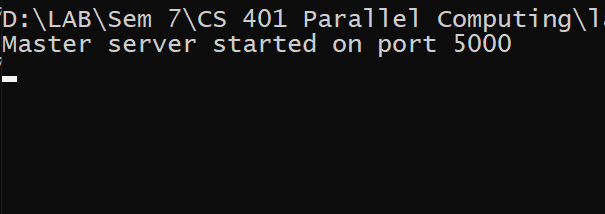 D:\LAB\Sem 7\CS 401 Parallel Computing\
Master server started on port 5000